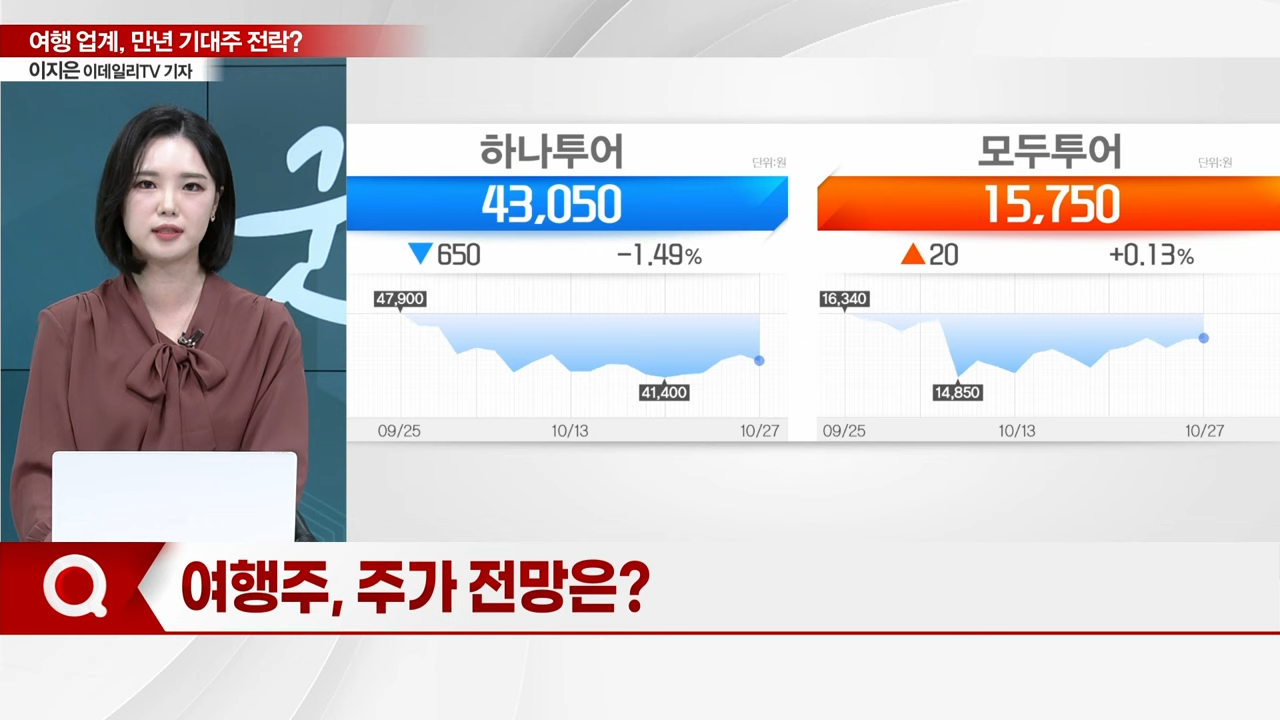 여행 업계, 만년 기대주 전락?
이지은 이데일리TV 기자
하나투어
단위:원
43,050
▼650 -1.49%
47,900
41,400
09/25 10/13 10/27
모두투어
단위:원
15,750
▲20 +0.13%
16,340
14,850
09/25 10/13 10/27
Q 여행주, 주가 전망은?